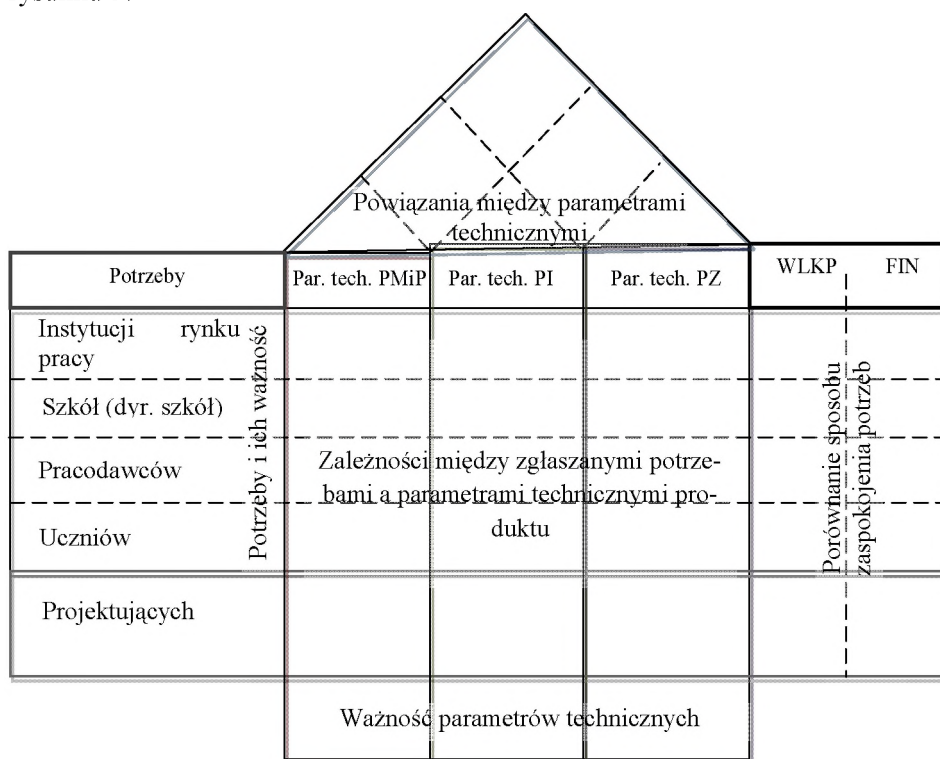 Powiązania między parametrami
technicznymi
Potrzeby
Par. tech. PMiP
Par. tech. PI
Par. tech. PZ
WLKP
FIN
Instytucji rynku
pracy
Szkół (dyr. szkół)
Pracodawców
Uczniów
Projektujących
Potrzeby i ich ważność
Zależności między zgłaszanymi potrze-
bami a parametrami technicznymi pro-
duktu
Porównanie sposobu
zaspokojenia potrzeb
Ważność parametrów technicznych